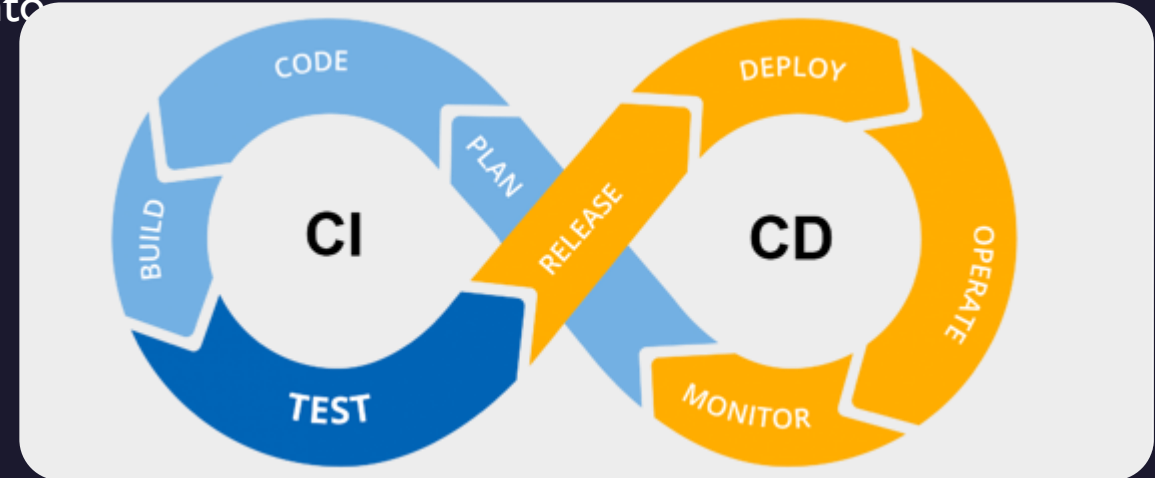 CODE
DEPLOY
PLAN
RELEASE
BUILD
CI
CD
OPERATE
TEST
MONITOR